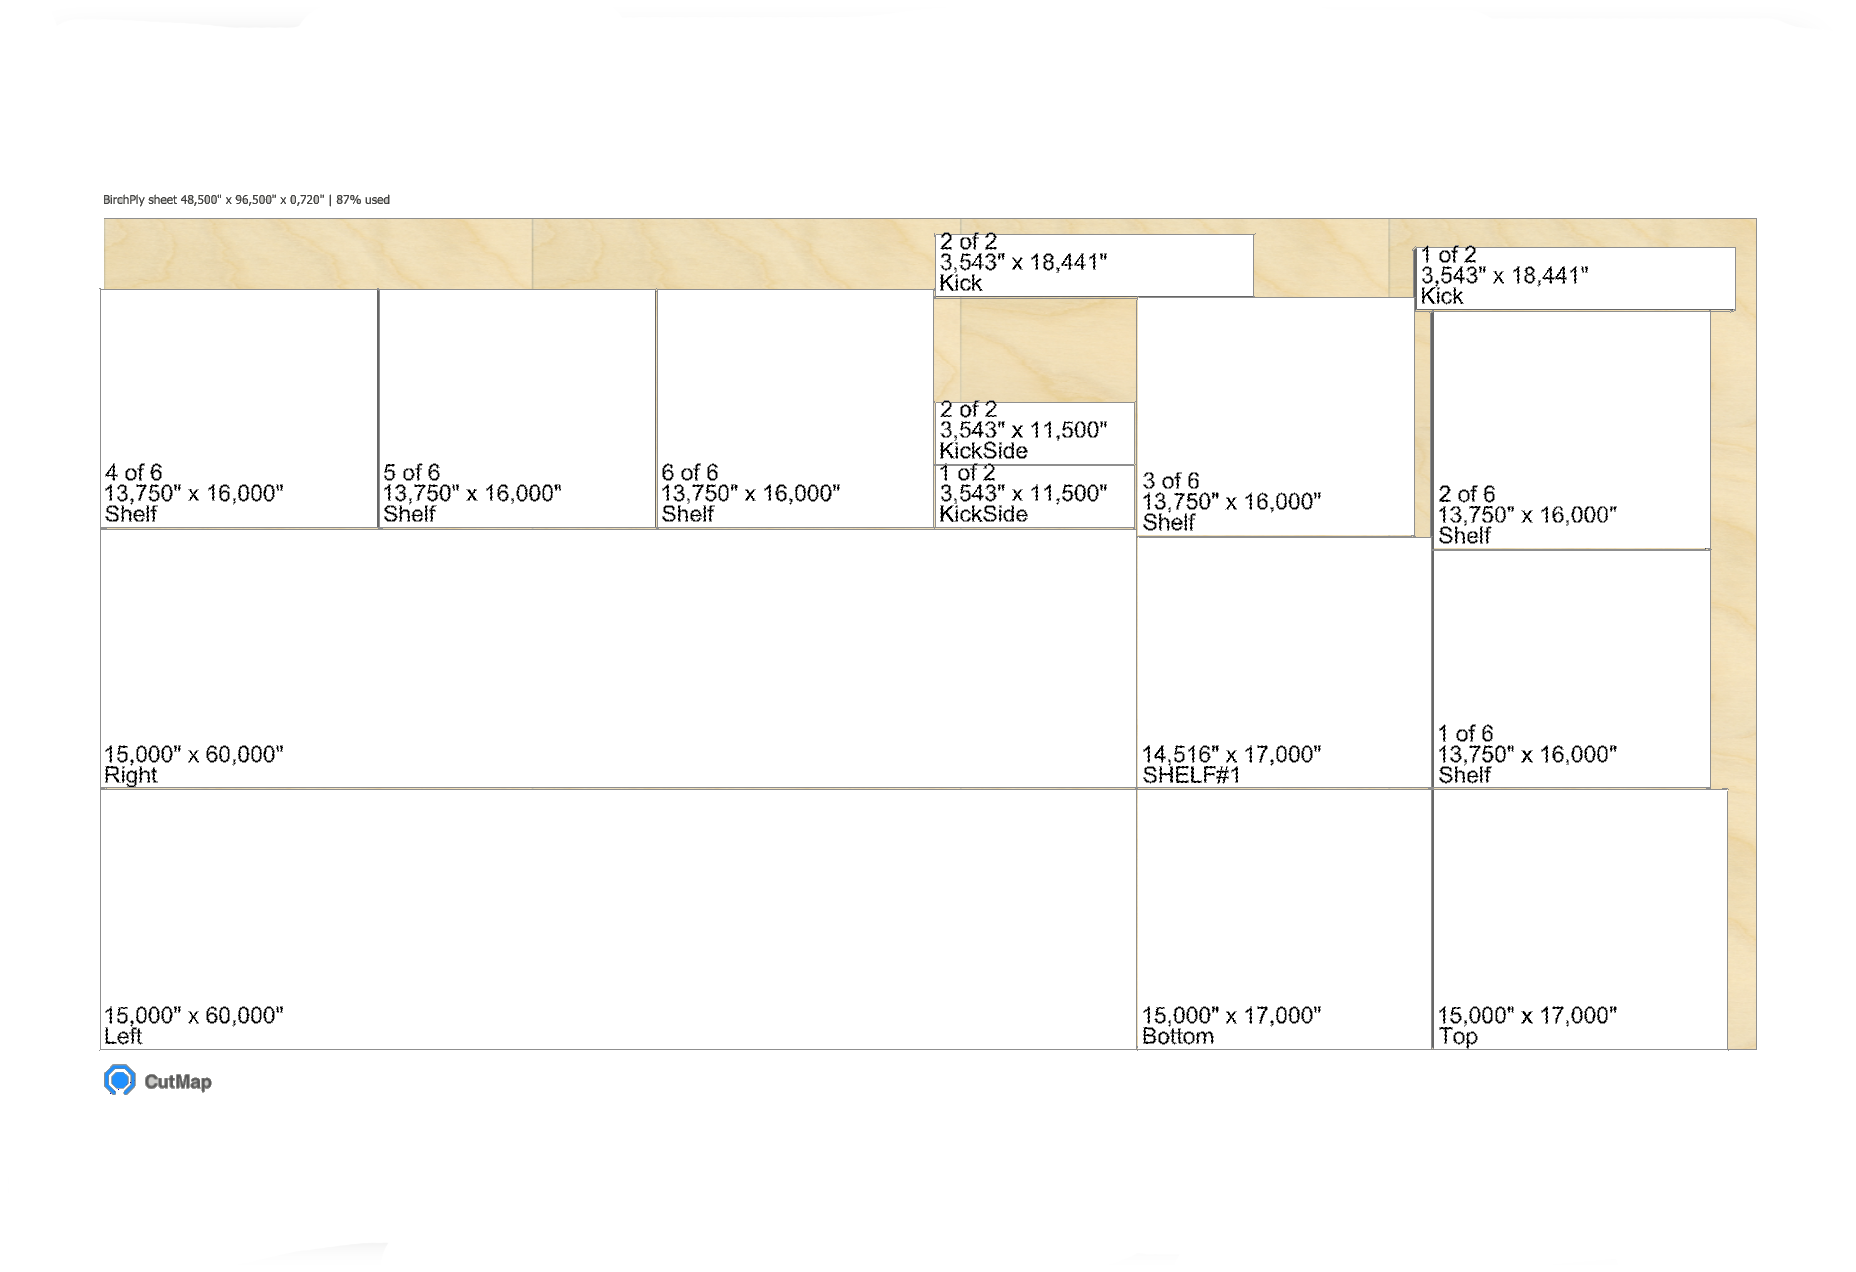 BirchPly sheet 48,500" x 96,500" x 0,720" | 87% used
2 of 2
3,543" x 18,441"
Kick
1 of 2
3,543" x 18,441"
Kick
4 of 6
13,750" x 16,000"
Shelf
5 of 6
13,750" x 16,000"
Shelf
6 of 6
13,750" x 16,000"
Shelf
2 of 2
3,543" x 11,500"
KickSide
1 of 2
3,543" x 11,500"
KickSide
3 of 6
13,750" x 16,000"
Shelf
2 of 6
13,750" x 16,000"
Shelf
15,000" x 60,000"
Right
14,516" x 17,000"
SHELF#1
1 of 6
13,750" x 16,000"
Shelf
15,000" x 60,000"
Left
15,000" x 17,000"
Bottom
15,000" x 17,000"
Top
CutMap